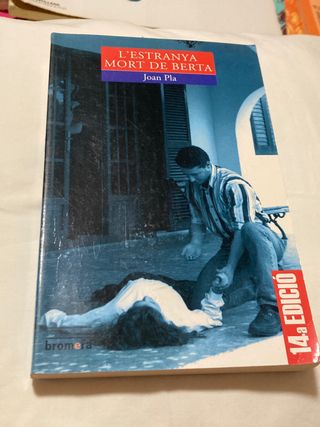 L'ESTRANYA
MORT DE BERTA
Joan Pla
14a EDICIÓ
bromera